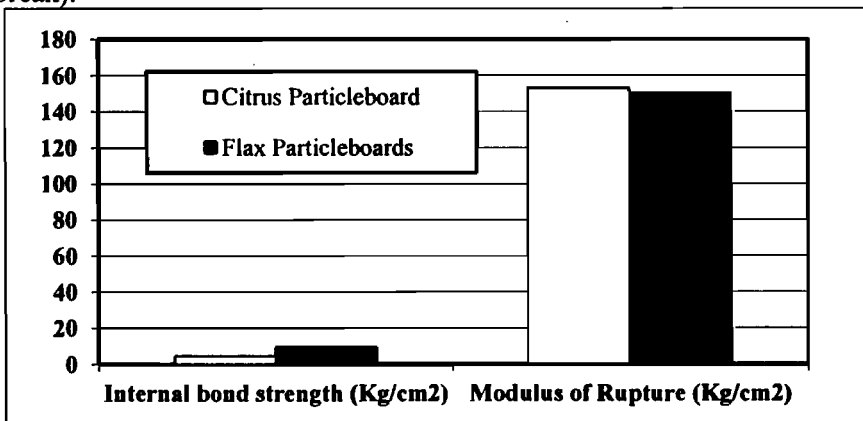 break).
180
160
140
120
100
80
60
40
20
0
Citrus Particleboard
Flax Particleboards
Internal bond strength (Kg/cm2) Modulus of Rupture (Kg/cm2)